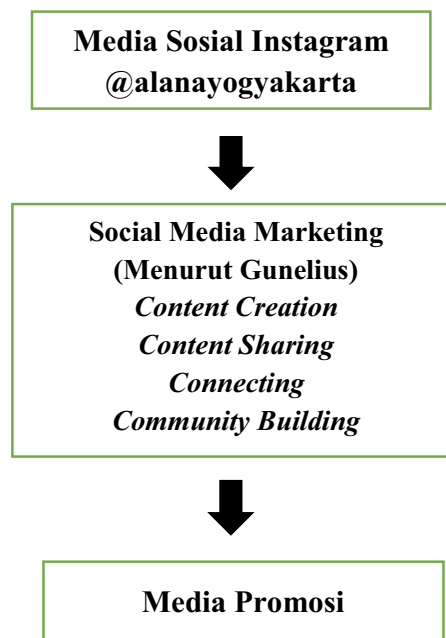 Media Sosial Instagram
@alanayogyakarta
Social Media Marketing
(Menurut Gunelius)
Content Creation
Content Sharing
Connecting
Community Building
Media Promosi